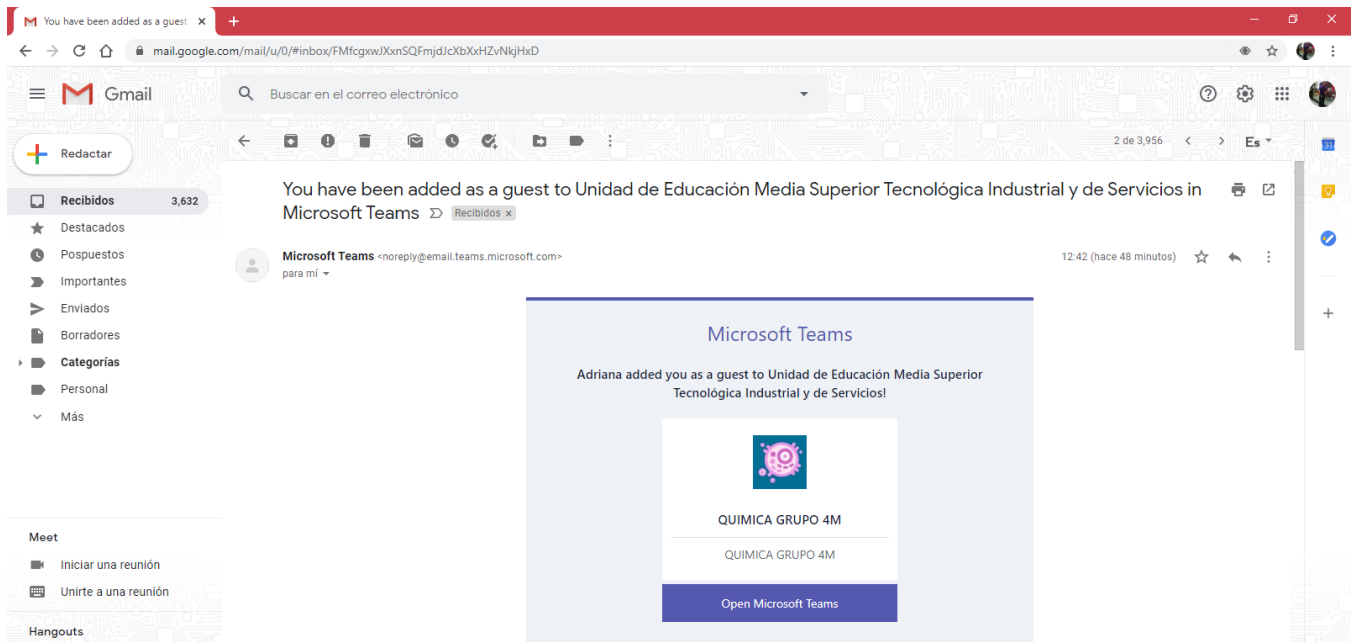 You have been added as a guest
mail.google.com/mail/u/0/#inbox/FMfcgxwJXxnSQFmjdJcXbXxHZvNkjHxD
Gmail
Buscar en el correo electrónico
Redactar
2 de 3,956
Es
Recibidos 3,632
Destacados
Pospuestos
Importantes
Enviados
Borradores
Categorías
Personal
Más
Meet
Iniciar una reunión
Unirte a una reunión
Hangouts
You have been added as a guest to Unidad de Educación Media Superior Tecnológica Industrial y de Servicios in
Microsoft Teams Recibidos x
Microsoft Teams <noreply@email.teams.microsoft.com>
12:42 (hace 48 minutos)
para mí
Microsoft Teams
Adriana added you as a guest to Unidad de Educación Media Superior
Tecnológica Industrial y de Servicios!
QUIMICA GRUPO 4M
QUIMICA GRUPO 4M
Open Microsoft Teams
31